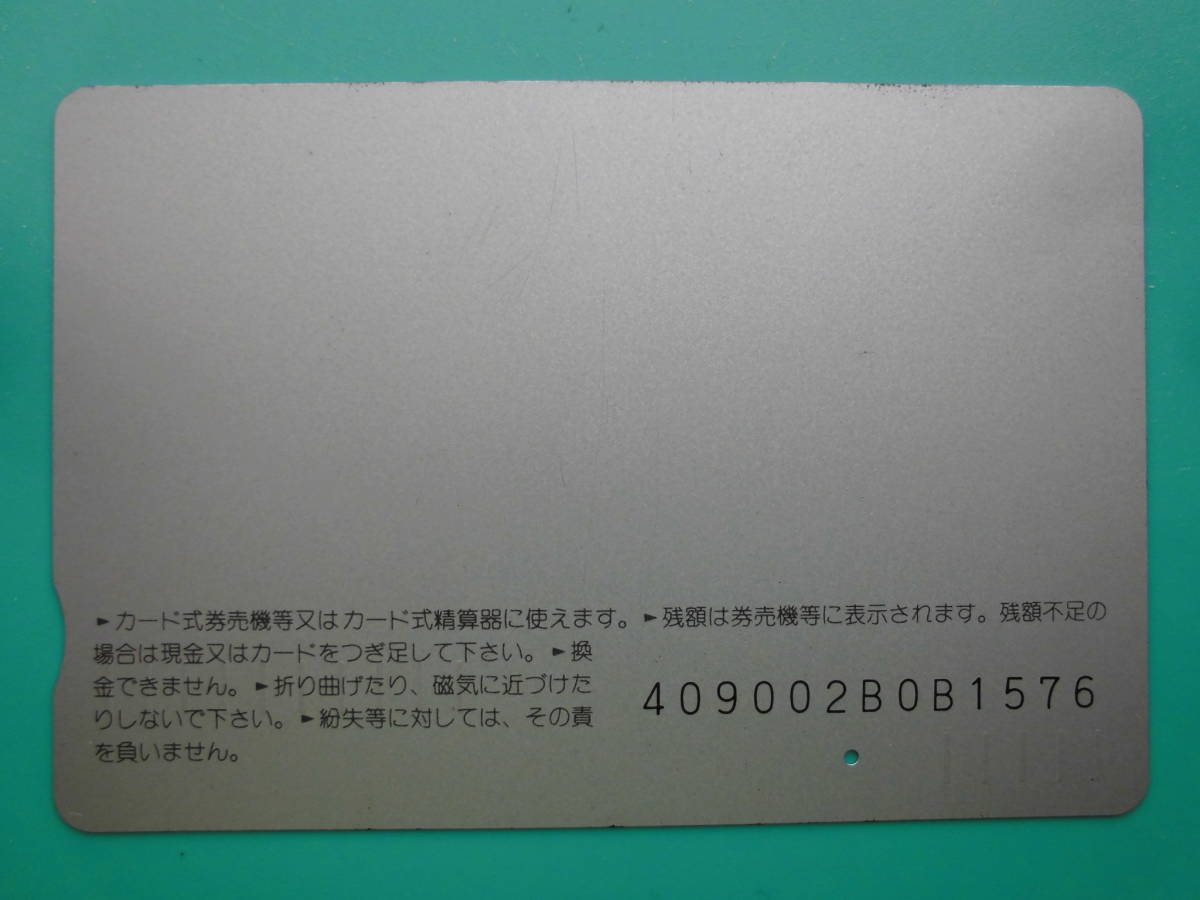 ►カード式券売機等又はカード式精算器に使えます。►残額は券売機等に表示されます。残額不足の
場合は現金又はカードをつぎ足して下さい。►換
金できません。►折り曲げたり、磁気に近づけた
りしないで下さい。►紛失等に対しては、その責
を負いません。
409002B0B1576